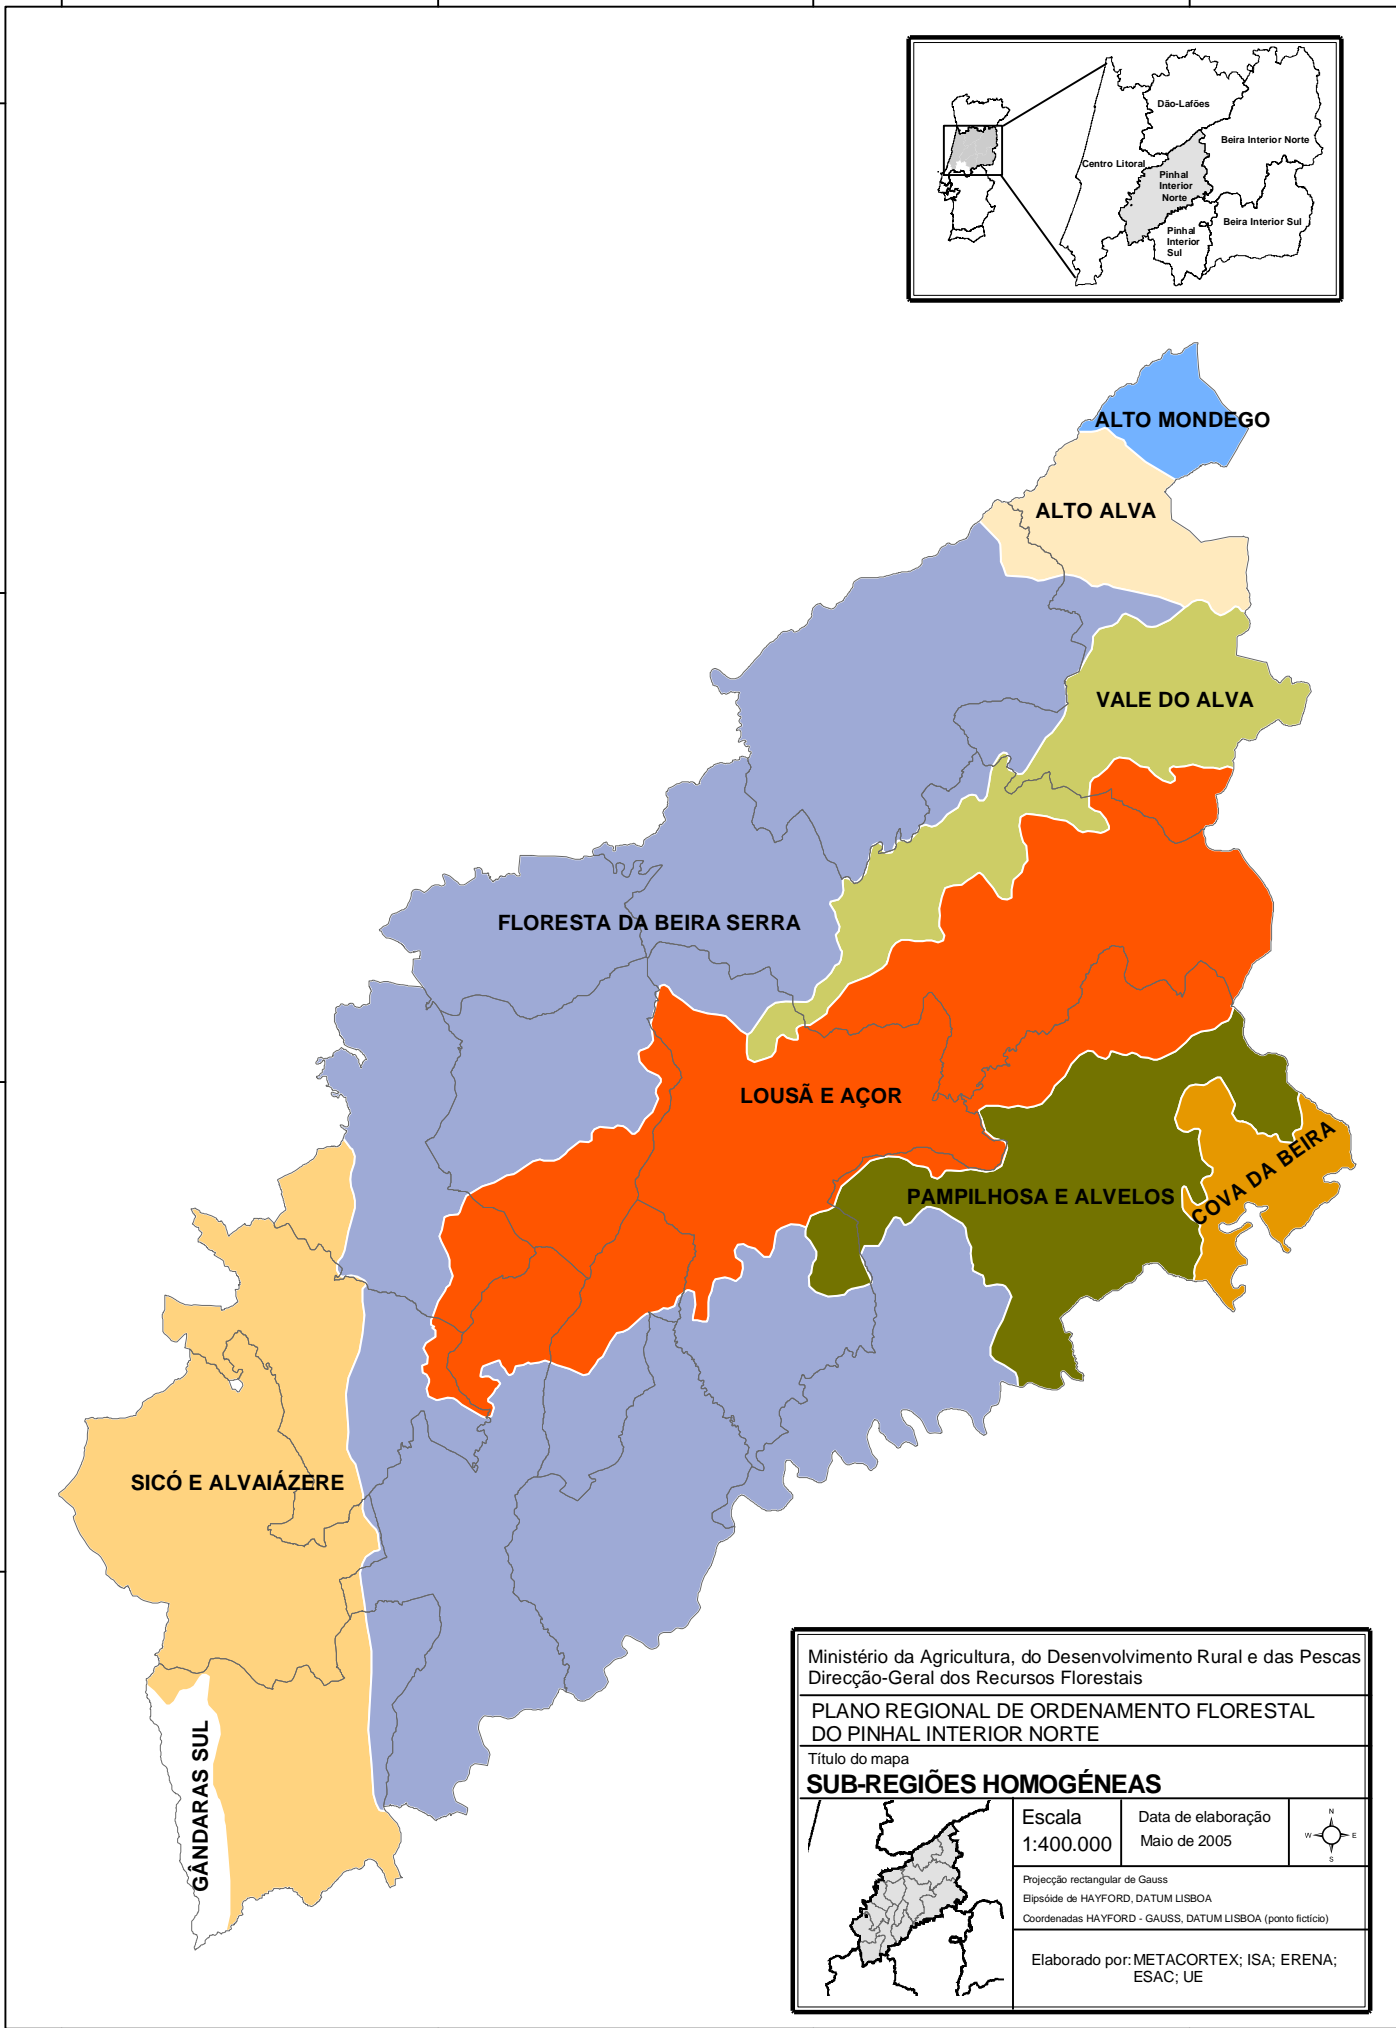 Dão-Lafões
Beira Interior Norte
Centro Litoral
Pinhal
Interior
Norte
Beira Interior Sul
Pinhal
Interior
Sul
ALTO MONDEGO
ALTO ALVA
VALE DO ALVA
FLORESTA DA BEIRA SERRA
LOUSÃ E AÇOR
COVA DA BEIRA
PAMPILHOSA E ALVELOS
SICÓ E ALVAIÁZERE
GÂNDARAS SUL
Ministério da Agricultura, do Desenvolvimento Rural e das Pescas
Direcção-Geral dos Recursos Florestais
PLANO REGIONAL DE ORDENAMENTO FLORESTAL
DO PINHAL INTERIOR NORTE
Título do mapa
SUB-REGIÕES HOMOGÉNEAS
Escala
1:400.000
Data de elaboração
Maio de 2005
N
W E
S
Projecção rectangular de Gauss
Elipsóide de HAYFORD, DATUM LISBOA
Coordenadas HAYFORD - GAUSS, DATUM LISBOA (ponto fictício)
Elaborado por: METACORTEX; ISA; ERENA;
ESAC; UE